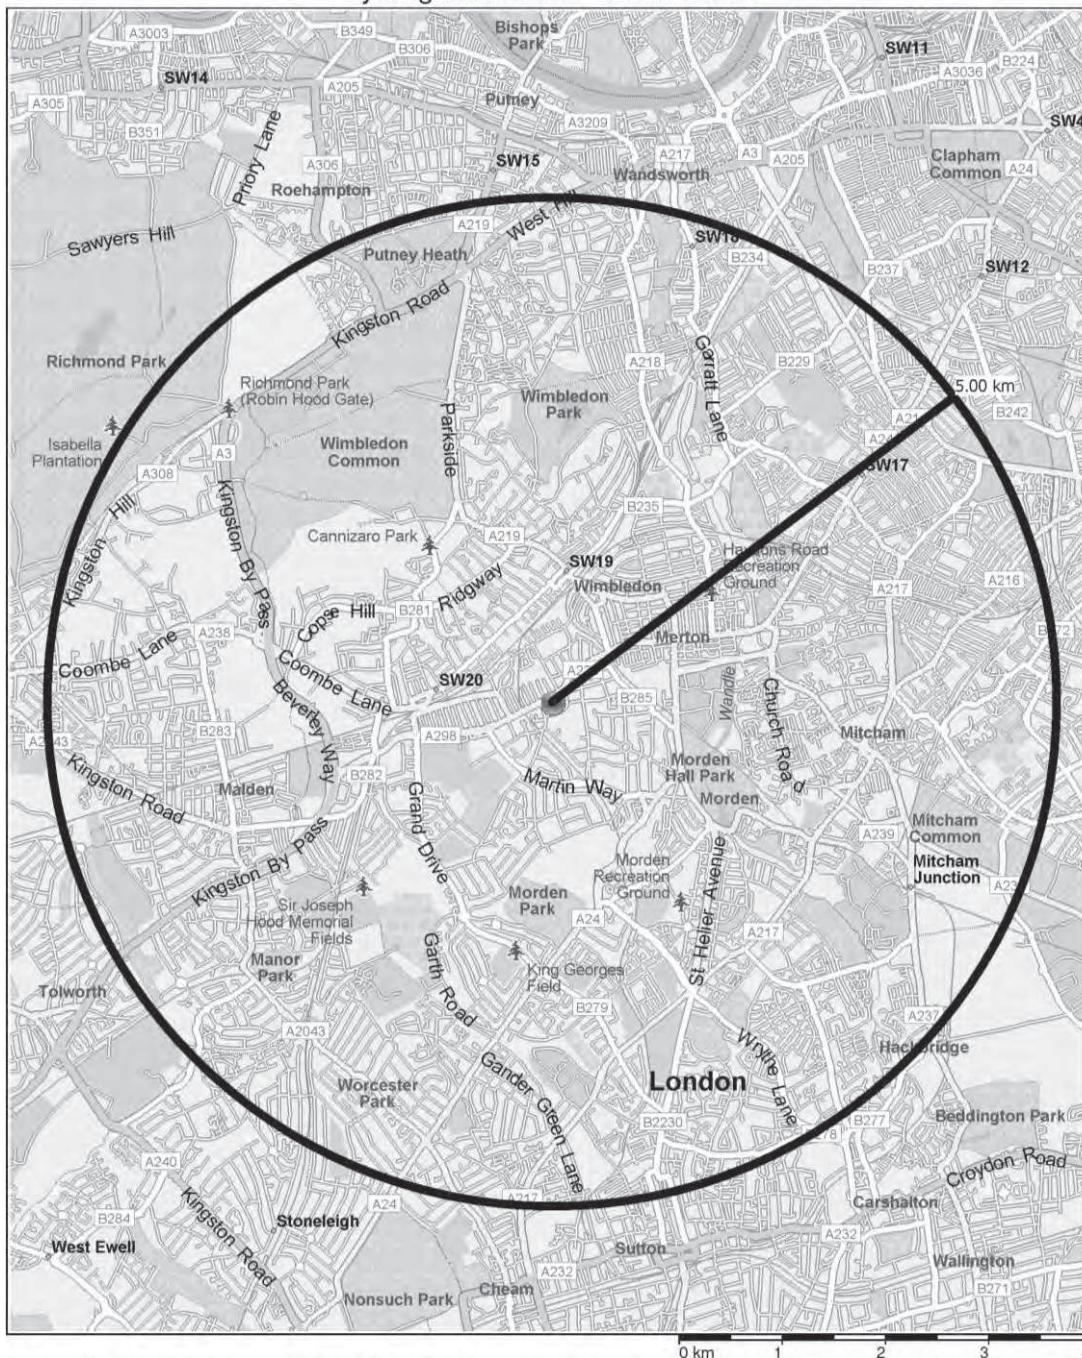 A3003
B349
B306
Bishops
Park
SW11
B224
SW14
A205
A3036
A305
Putney
A3209
SW4
B351
Priory Lane
A306
SW15
A217
A3
A205
Clapham
Common
A24
Roehampton
Wandsworth
Sawyers Hill
A219
West Hill
SW18
Putney Heath
B234
B237
SW12
Kingston Road
Richmond Park
Richmond Park
(Robin Hood Gate)
A218
Garratt Lane
B229
5.00 km
Wimbledon
Park
B242
Isabella
Plantation
Parkside
Wimbledon
Common
A3
A308
SW17
Kingston Hill
Kingston By Pass
B235
Cannizaro Park
A219
SW19
Haydons Road
Recreation
Ground
Ridgway
Wimbledon
A216
A217
Copse Hill
B281
A238
Merton
Coombe Lane
Coombe Lane
SW20
B285
Wandle
Church Road
Beverley Way
A2043
B283
A298
Mitcham
Kingston Road
B282
Martin Way
Morden
Hall Park
Malden
Morden
Grand Drive
Mitcham
Common
A239
Kingston By Pass
Morden
Recreation
Ground
St Helier Avenue
Mitcham
Junction
Sir Joseph
Hood Memorial
Fields
Morden
Park
A24
A217
Garth Road
Manor
Park
King Georges
Field
Tolworth
B279
A237
A2043
Wrythe Lane
Hackbridge
Gander Green Lane
London
Worcester
Park
Beddington Park
B2230
B277
A240
Croydon Road
A217
Kingston Road
A24
Carshalton
B284
Stoneleigh
A232
West Ewell
Sutton
Wallington
A232
Cheam
B271
Nonsuch Park
0 km 1 2 3